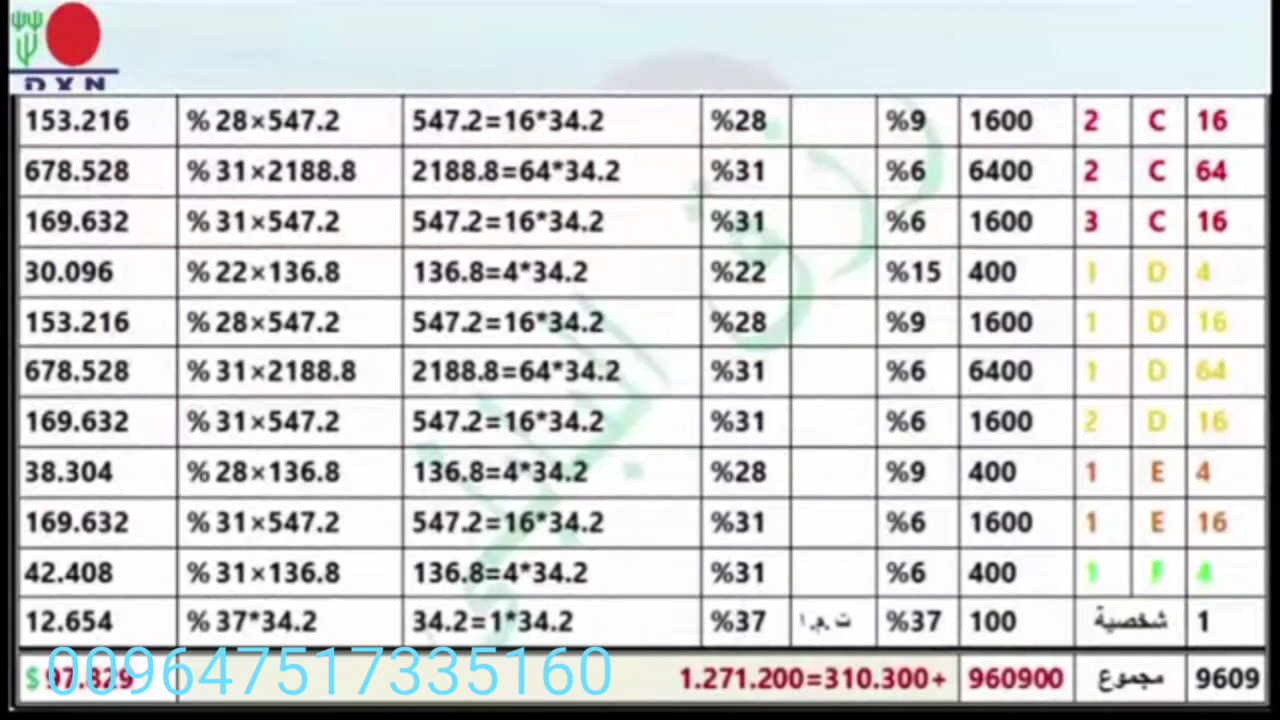 DXN
153.216 %28×547.2 547.2=16*34.2 %28 %9 1600 2 C 16
678.528 %31×2188.8 2188.8=64*34.2 %31 %6 6400 2 C 64
169.632 %31×547.2 547.2=16*34.2 %31 %6 1600 3 C 16
30.096 %22×136.8 136.8=4*34.2 %22 %15 400 1 D 4
153.216 %28×547.2 547.2=16*34.2 %28 %9 1600 1 D 16
678.528 %31×2188.8 2188.8=64*34.2 %31 %6 6400 1 D 64
169.632 %31×547.2 547.2=16*34.2 %31 %6 1600 2 D 16
38.304 %28×136.8 136.8=4*34.2 %28 %9 400 1 E 4
169.632 %31×547.2 547.2=16*34.2 %31 %6 1600 1 E 16
42.408 %31×136.8 136.8=4*34.2 %31 %6 400 1 F 4
12.654 %37*34.2 34.2=1*34.2 %37 ت.م.ا %37 100 شخصية 1
$ 97.829 1.271.200=310.300+ 960900 مجموع 9609
009647517335160